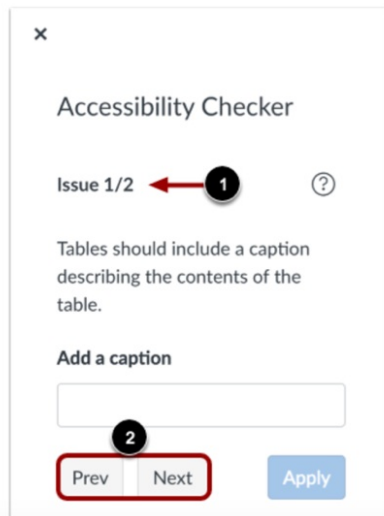 ×
Accessibility Checker
Issue 1/2 1 ?
Tables should include a caption
describing the contents of the
table.
Add a caption
2
Prev Next Apply